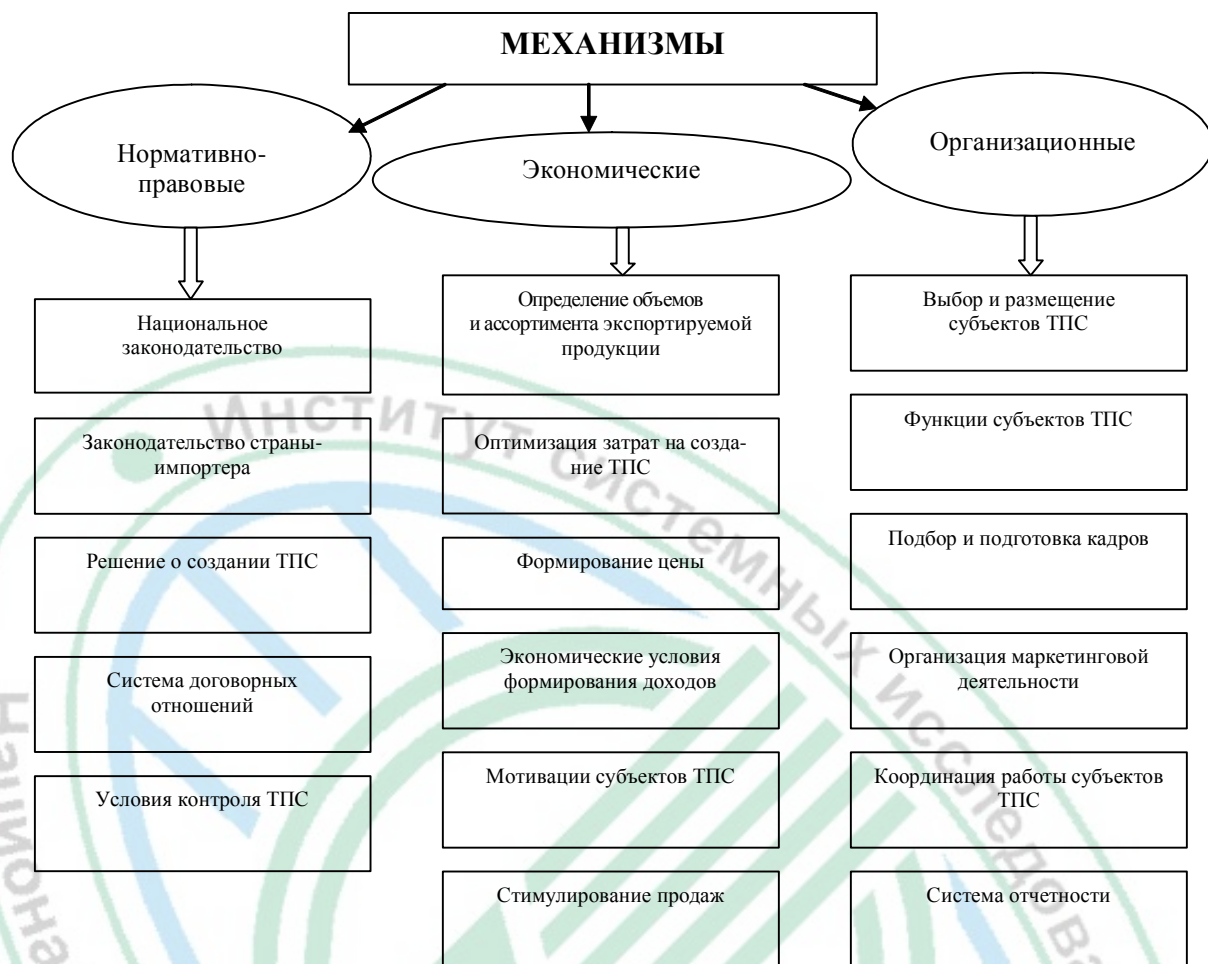 МЕХАНИЗМЫ
Нормативно-
правовые
Экономические
Организационные
Национальное
законодательство
Законодательство страны-
импортера
Решение о создании ТПС
Система договорных
отношений
Условия контроля ТПС
Определение объемов
и ассортимента экспортируемой
продукции
Оптимизация затрат на созда-
ние ТПС
Формирование цены
Экономические условия
формирования доходов
Мотивации субъектов ТПС
Стимулирование продаж
Выбор и размещение
субъектов ТПС
Функции субъектов ТПС
Подбор и подготовка кадров
Организация маркетинговой
деятельности
Координация работы субъектов
ТПС
Система отчетности
Институт системных исследова